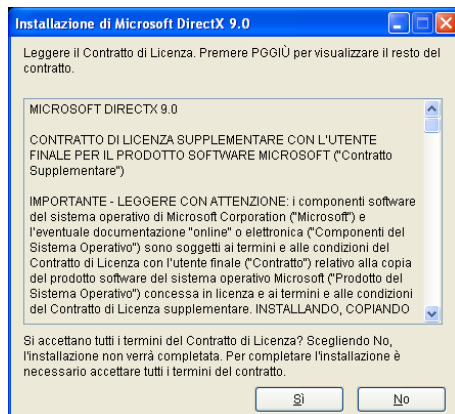 Installazione di Microsoft DirectX 9.0
Leggere il Contratto di Licenza. Premere PGGIÙ per visualizzare il resto del
contratto.
MICROSOFT DIRECTX 9.0
CONTRATTO DI LICENZA SUPPLEMENTARE CON L'UTENTE
FINALE PER IL PRODOTTO SOFTWARE MICROSOFT ("Contratto
Supplementare")
IMPORTANTE - LEGGERE CON ATTENZIONE: i componenti software
del sistema operativo di Microsoft Corporation ("Microsoft") e
l'eventuale documentazione "online" o elettronica ("Componenti del
Sistema Operativo") sono soggetti ai termini e alle condizioni del
Contratto di Licenza con l'utente finale ("Contratto") relativo alla copia
del prodotto software del sistema operativo Microsoft ("Prodotto del
Sistema Operativo") concessa in licenza e ai termini e alle condizioni
del Contratto di Licenza supplementare. INSTALLANDO, COPIANDO
Si accettano tutti i termini del Contratto di Licenza? Scegliendo No,
l'installazione non verrà completata. Per completare l'installazione è
necessario accettare tutti i termini del contratto.
Sì
No